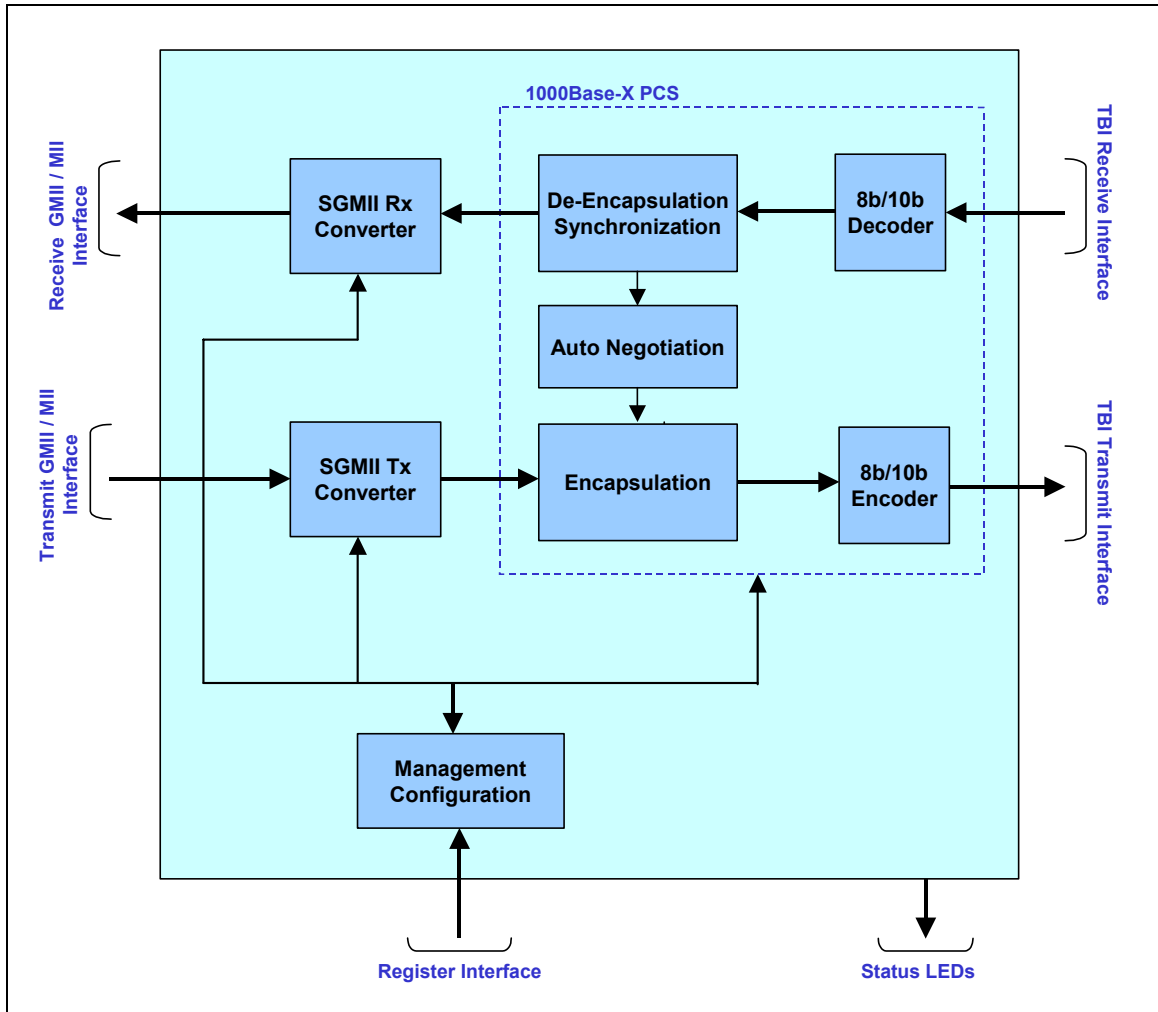 1000Base-X PCS
Receive GMII / MII
Interface
SGMII Rx
Converter
De-Encapsulation
Synchronization
8b/10b
Decoder
TBI Receive Interface
Auto Negotiation
Transmit GMII / MII
Interface
SGMII Tx
Converter
Encapsulation
8b/10b
Encoder
TBI Transmit Interface
Management
Configuration
Register Interface
Status LEDs